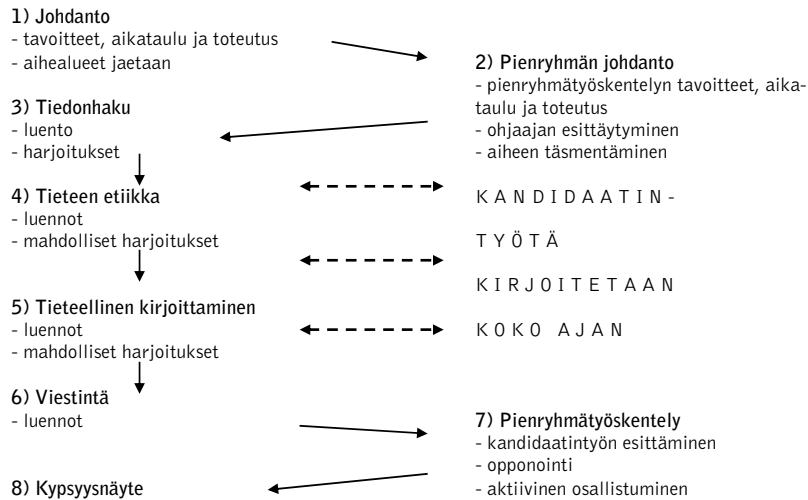 1) Johdanto
- tavoitteet, aikataulu ja toteutus
- aihealueet jaetaan
2) Pienryhmän johdanto
- pienryhmätyöskentelyn tavoitteet, aika-
taulu ja toteutus
- ohjaajan esittäytyminen
- aiheen täsmentäminen
3) Tiedonhaku
- luento
- harjoitukset
4) Tieteen etiikka
- luennot
- mahdolliset harjoitukset
K A N D I D A A T I N -
T Y Ö T Ä
K I R J O I T E T A A N
K O K O A J A N
5) Tieteellinen kirjoittaminen
- luennot
- mahdolliset harjoitukset
6) Viestintä
- luennot
7) Pienryhmätyöskentely
- kandidaatintyön esittäminen
- opponointi
- aktiivinen osallistuminen
8) Kypsyysnäyte